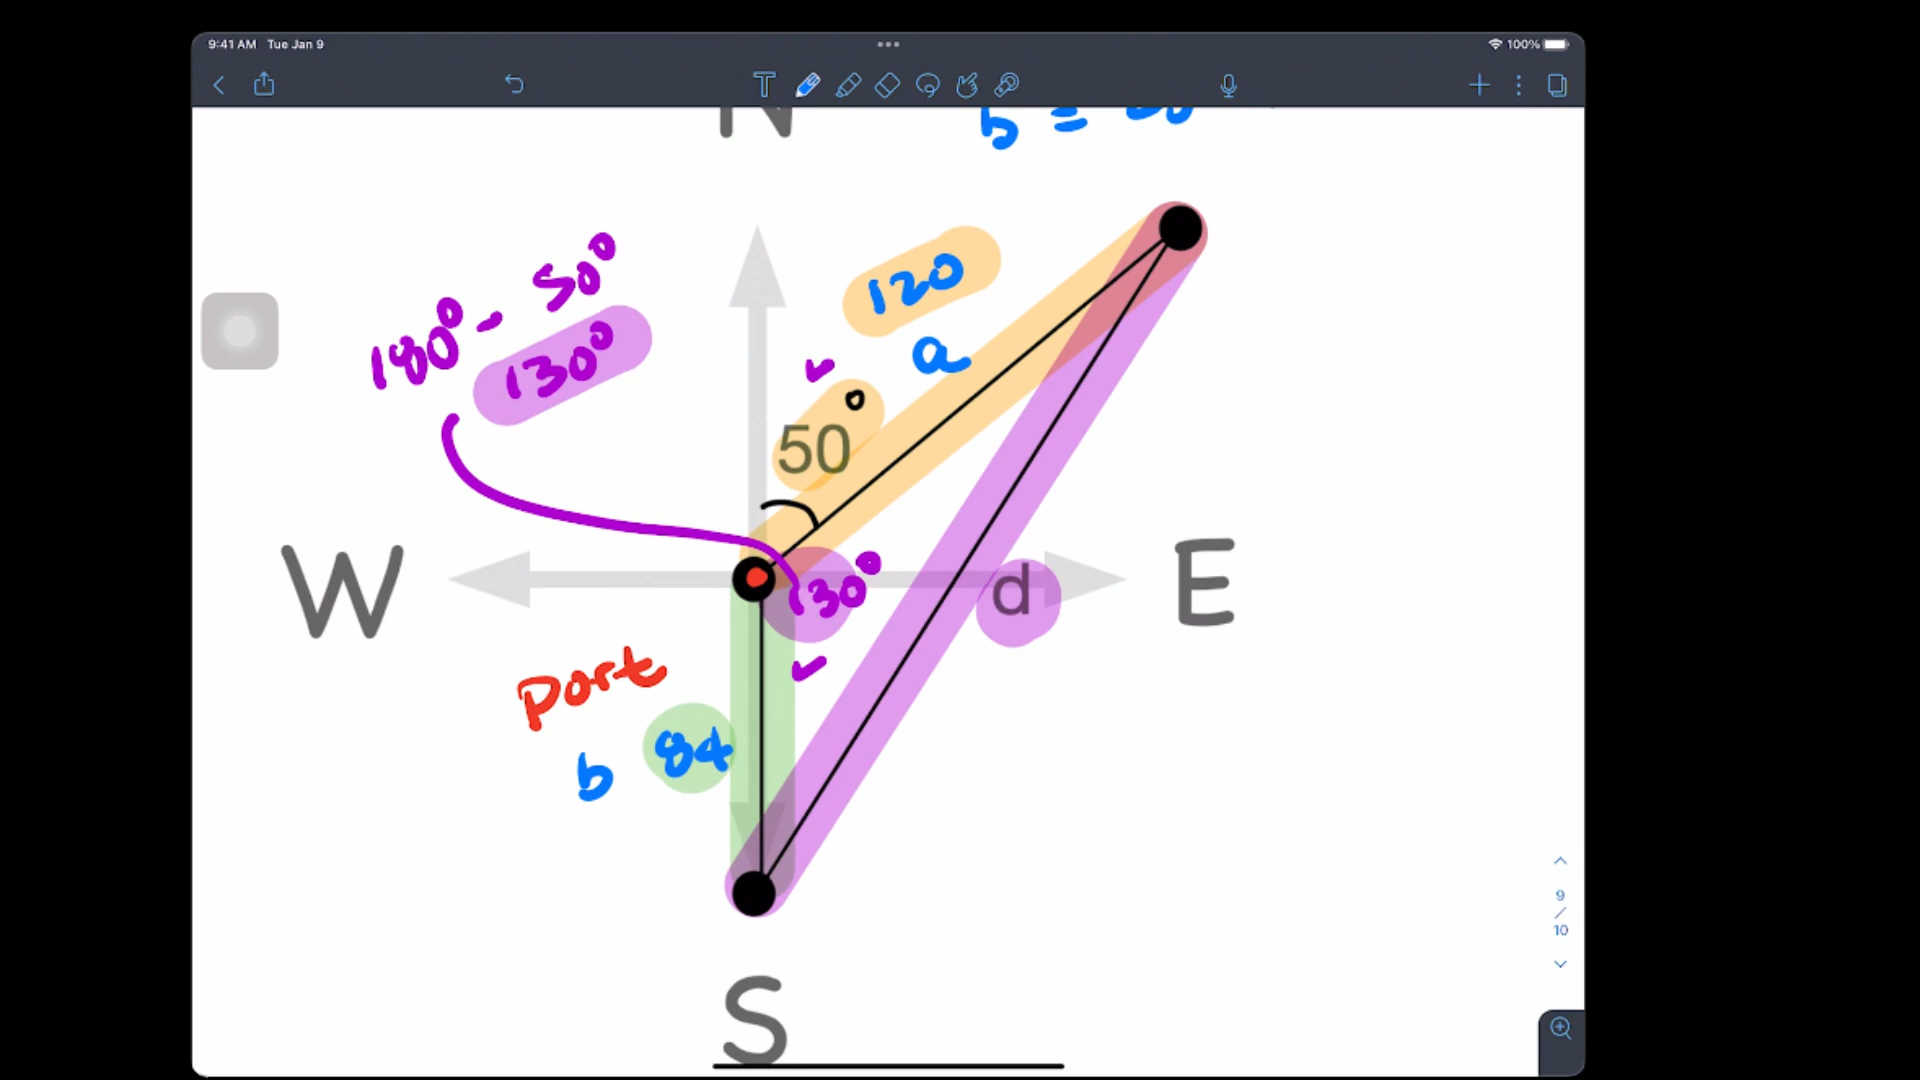 9:41 AM Tue Jan 9
100%
T
N
b =
180° - 50°
130°
120
a
50°
W
130°
d
E
port
b 84
9
/
10
S